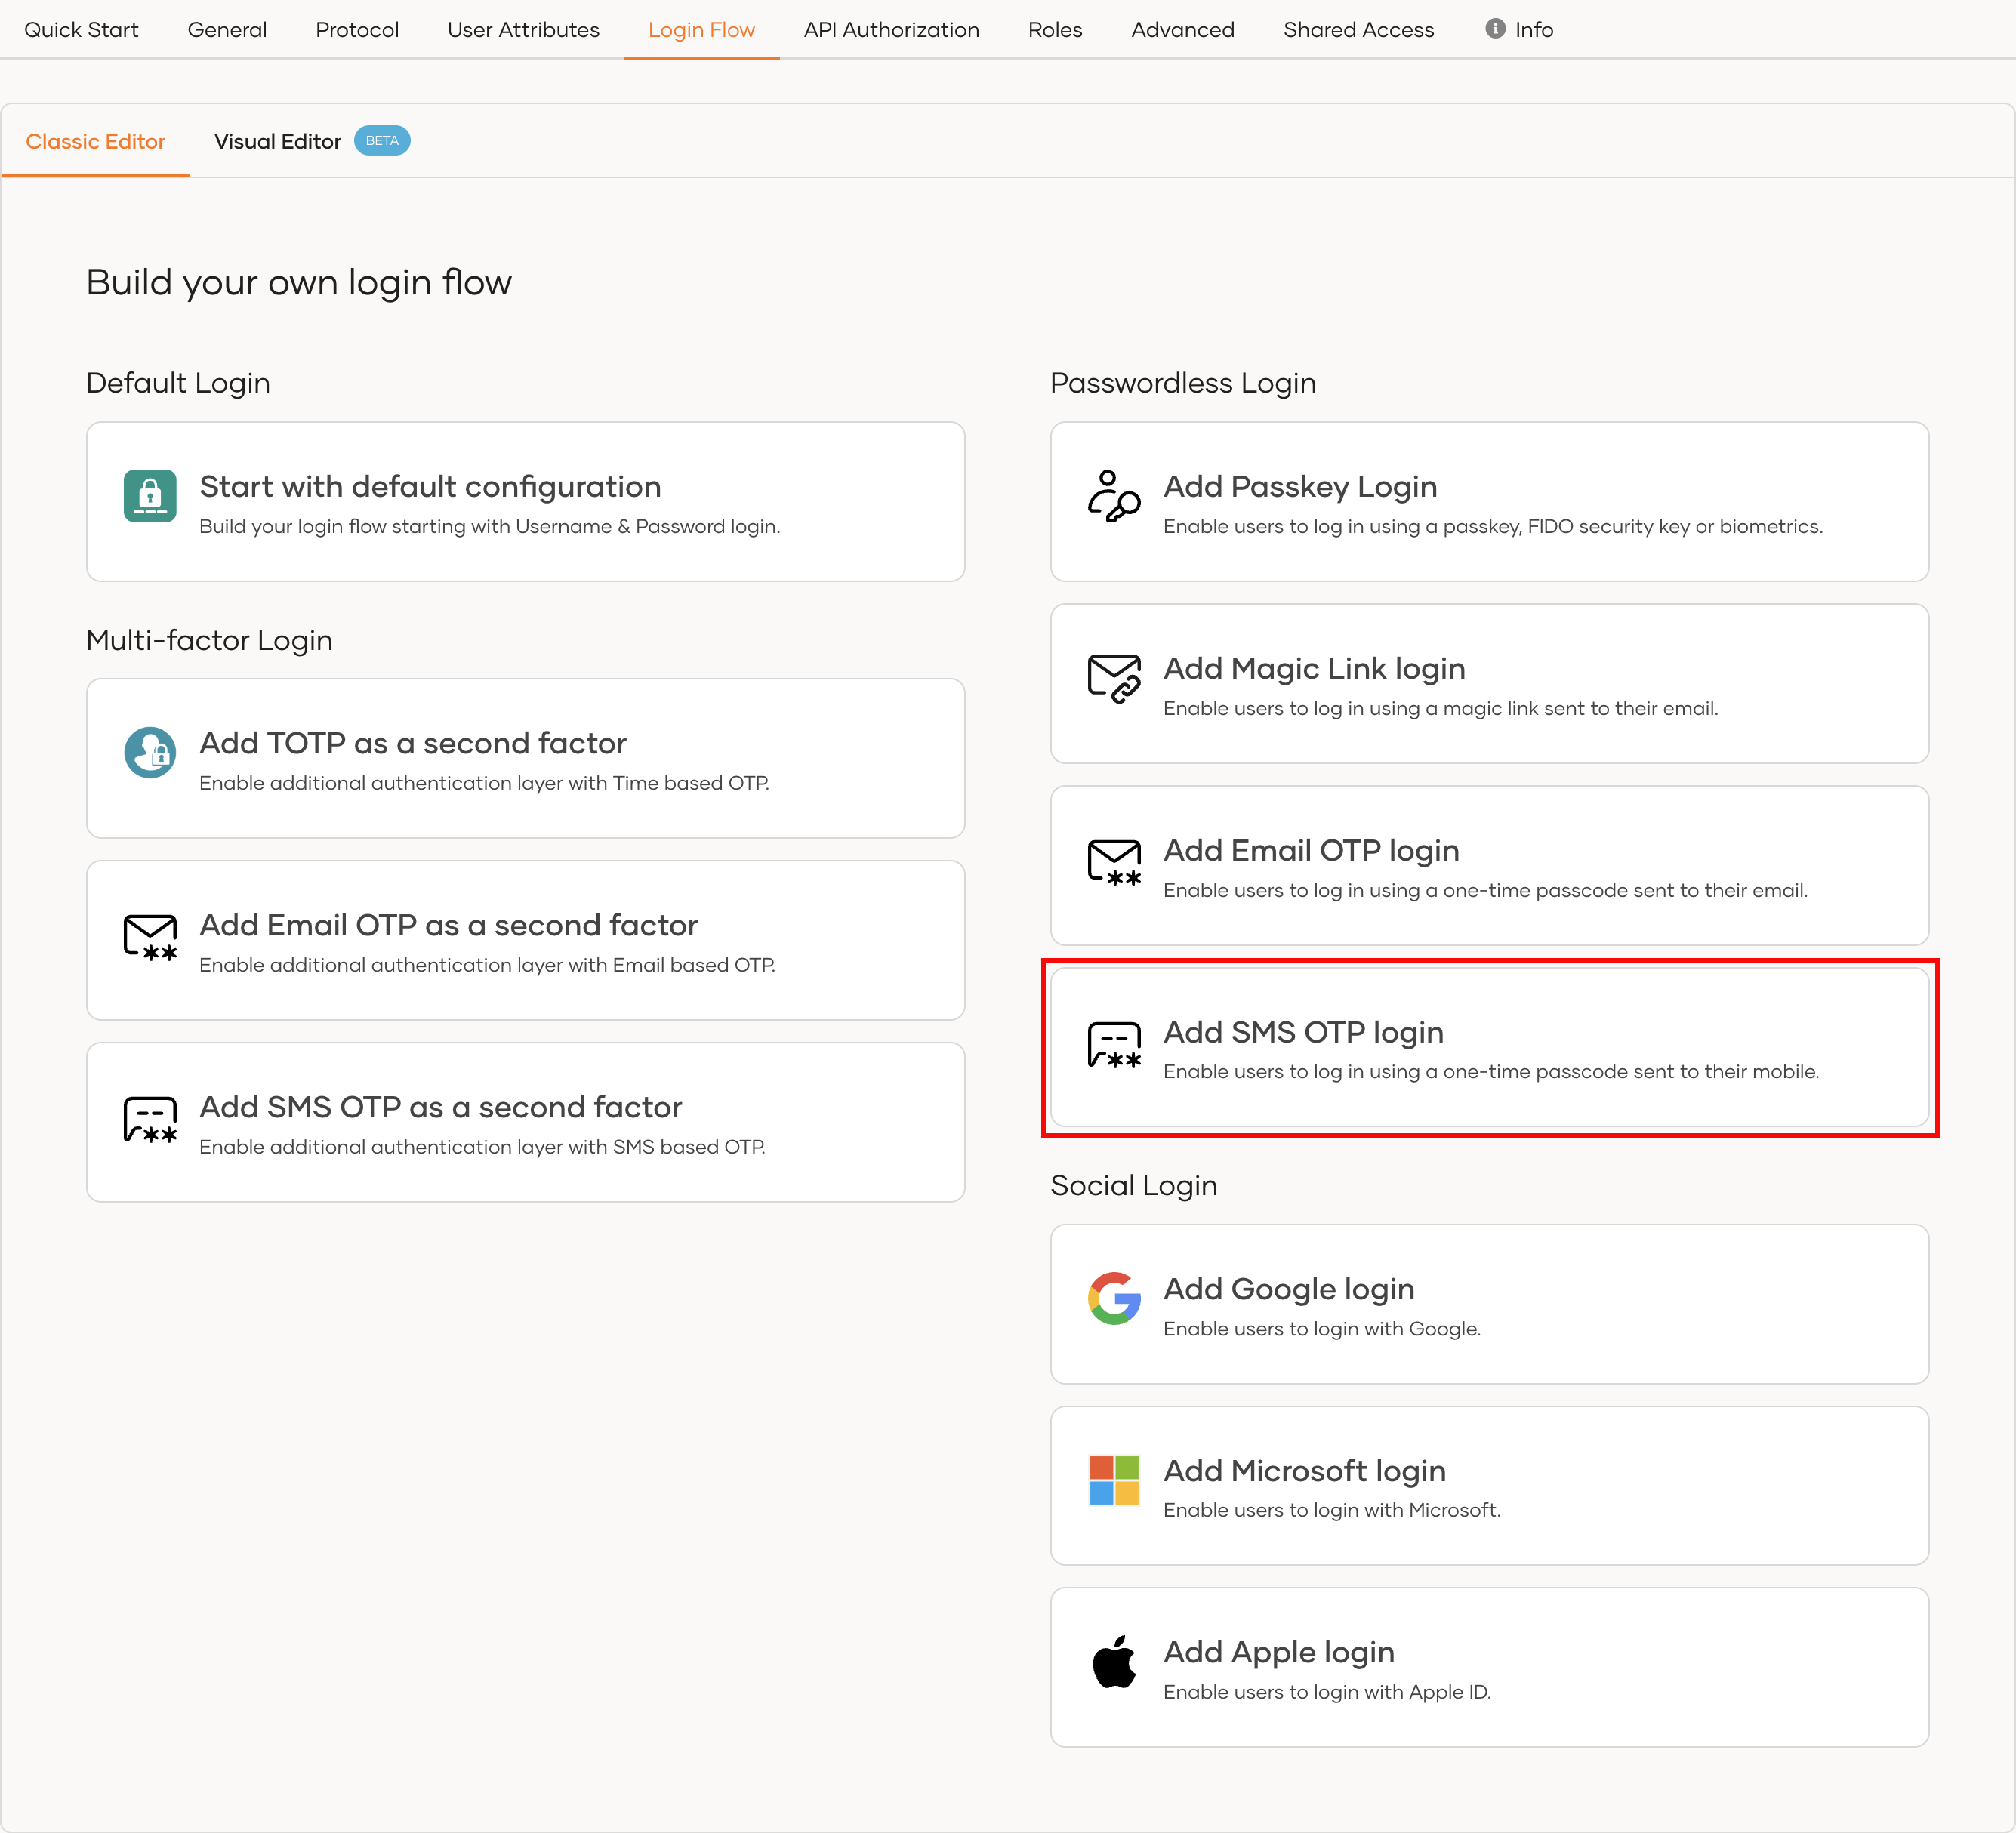 Quick Start
General
Protocol
User Attributes
Login Flow
API Authorization
Roles
Advanced
Shared Access
Info
Classic Editor
Visual Editor
BETA
Build your own login flow
Default Login
Start with default configuration
Build your login flow starting with Username & Password login.
Multi-factor Login
Add TOTP as a second factor
Enable additional authentication layer with Time based OTP.
Add Email OTP as a second factor
Enable additional authentication layer with Email based OTP.
Add SMS OTP as a second factor
Enable additional authentication layer with SMS based OTP.
Passwordless Login
Add Passkey Login
Enable users to log in using a passkey, FIDO security key or biometrics.
Add Magic Link login
Enable users to log in using a magic link sent to their email.
Add Email OTP login
Enable users to log in using a one-time passcode sent to their email.
Add SMS OTP login
Enable users to log in using a one-time passcode sent to their mobile.
Social Login
Add Google login
Enable users to login with Google.
Add Microsoft login
Enable users to login with Microsoft.
Add Apple login
Enable users to login with Apple ID.